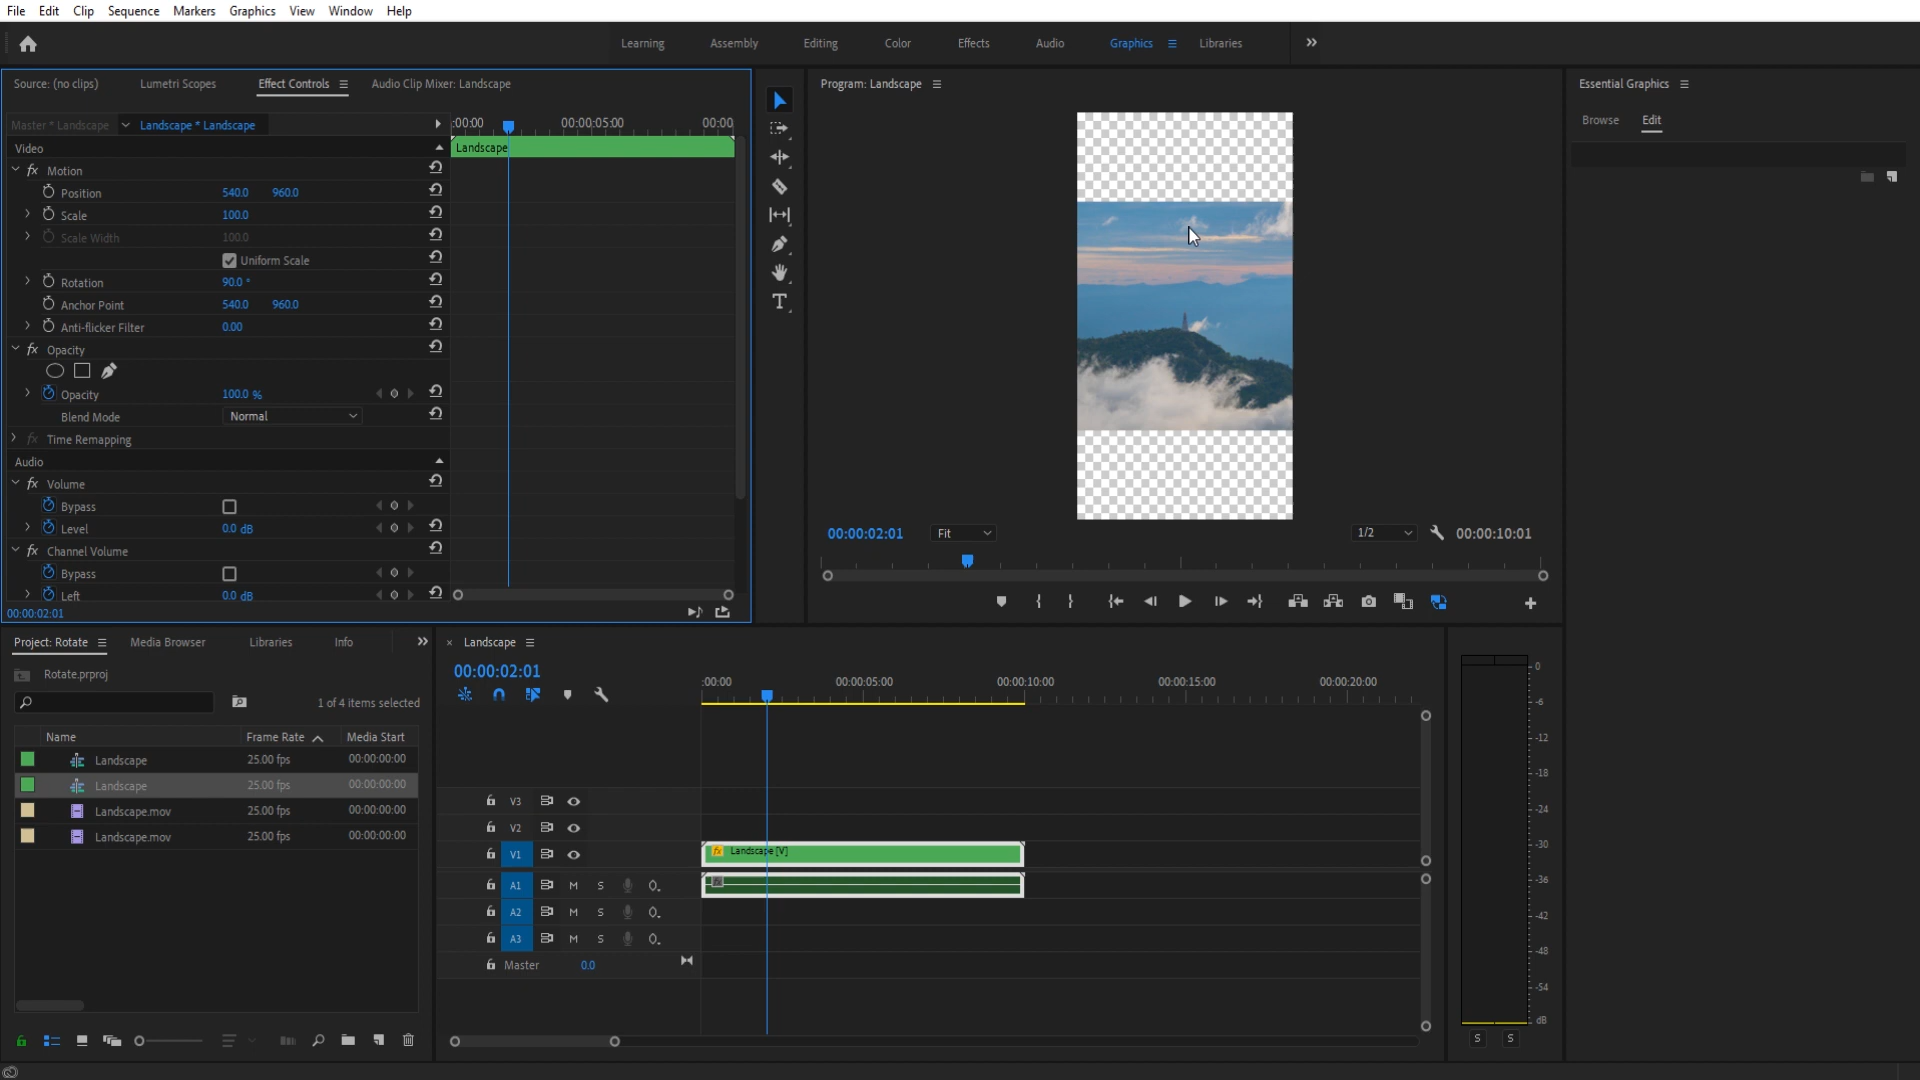 File Edit Clip Sequence Markers Graphics View Window Help
Learning Assembly Editing Color Effects Audio Graphics Libraries
Source: (no clips) Lumetri Scopes Effect Controls Audio Clip Mixer: Landscape
Master * Landscape Landscape * Landscape
:00:00 00:00:05:00 00:00
Video
Landscape
Motion
Position 540.0 960.0
Scale 100.0
Scale Width 100.0
Uniform Scale
Rotation 90.0 °
Anchor Point 540.0 960.0
Anti-flicker Filter 0.00
Opacity
Opacity 100.0 %
Blend Mode Normal
Time Remapping
Audio
Volume
Bypass
Level 0.0 dB
Channel Volume
Bypass
Left 0.0 dB
00:00:02:01
Program: Landscape
00:00:02:01 Fit 1/2 00:00:10:01
Essential Graphics
Browse Edit
Project: Rotate Media Browser Libraries Info
Rotate.prproj
1 of 4 items selected
Name Frame Rate Media Start
Landscape 25.00 fps 00:00:00:00
Landscape 25.00 fps 00:00:00:00
Landscape.mov 25.00 fps 00:00:00:00
Landscape.mov 25.00 fps 00:00:00:00
Landscape
00:00:02:01
:00:00 00:00:05:00 00:00:10:00 00:00:15:00 00:00:20:00
V3
V2
V1 Landscape [V]
A1 M S
A2 M S
A3 M S
Master 0.0
0
-6
-12
-18
-24
-30
-36
-42
-48
-54
dB
S S